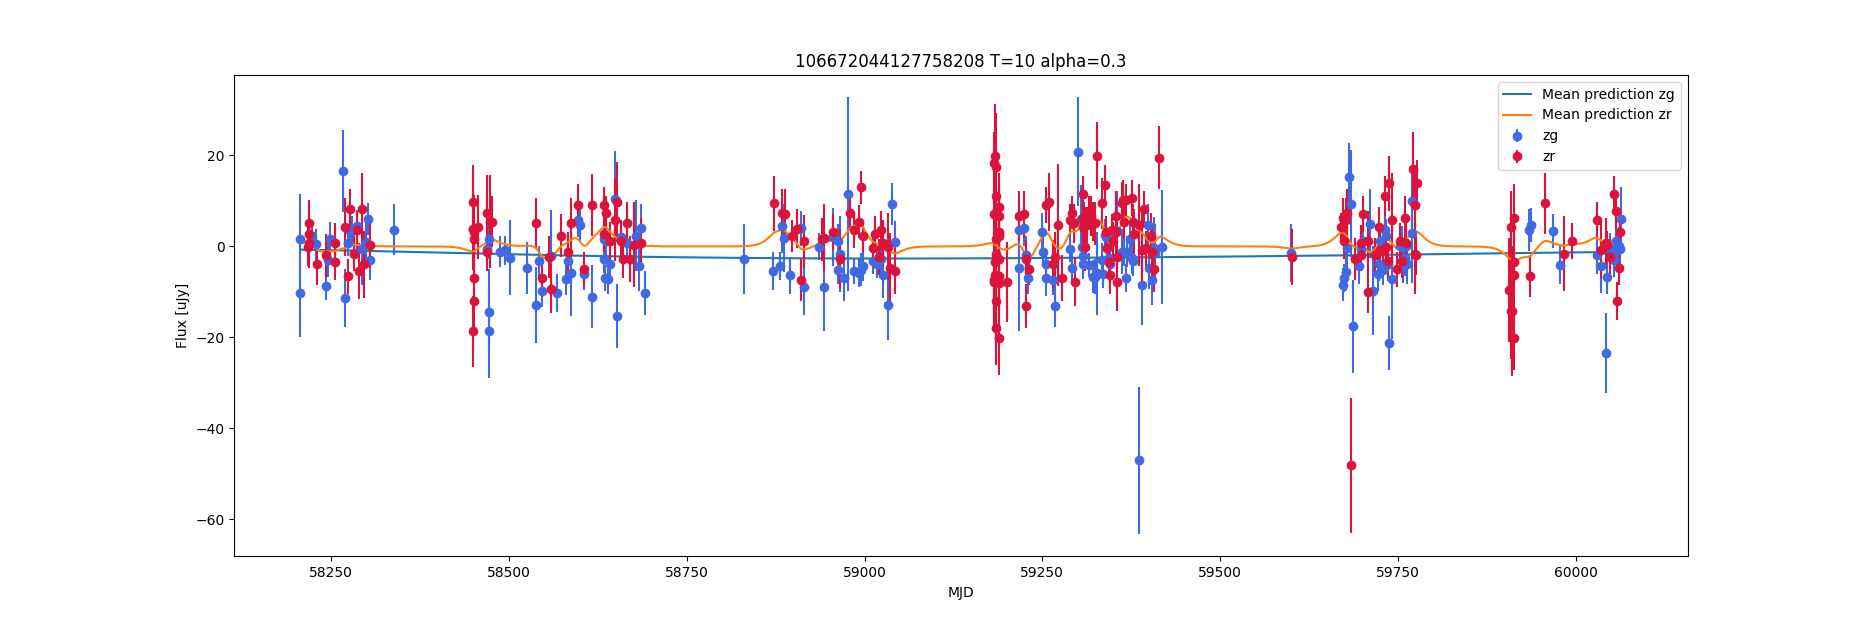 106672044127758208 T=10 alpha=0.3
Mean prediction zg
Mean prediction zr
zg
zr
Flux [uJy]
20
0
−20
−40
−60
58250 58500 58750 59000 59250 59500 59750 60000
MJD